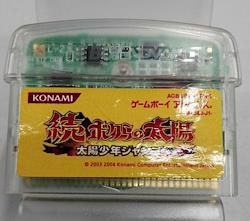 KONAMI
ゲームボーイ アドバンス
続・ボクらの太陽
太陽少年ジャンゴ
© 2003 2004 Konami Computer Entertainment